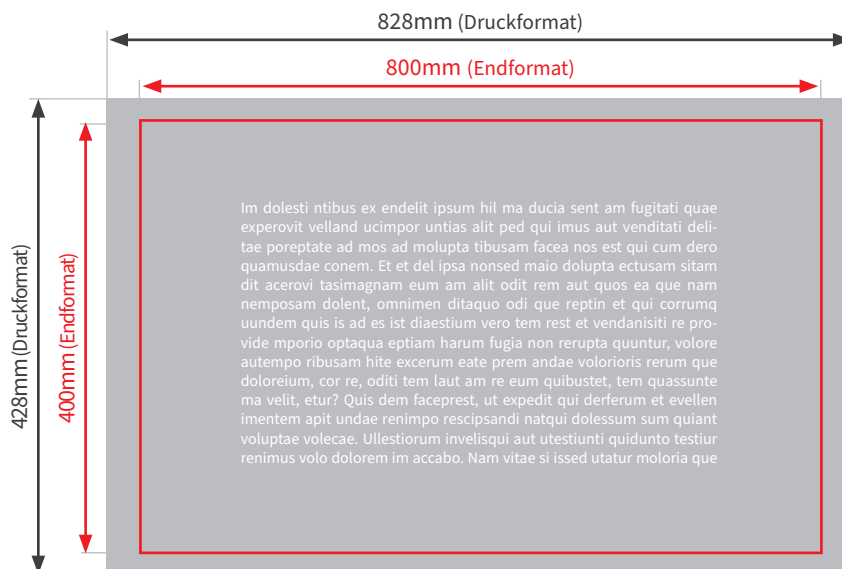 828mm (Druckformat)
800mm (Endformat)
428mm (Druckformat)
400mm (Endformat)
Im dolesti ntibus ex endelit ipsum hil ma ducia sent am fugitati quae
experovit velland ucimpor untias alit ped qui imus aut venditati deli-
tae poreptate ad mos ad molupta tibusam facea nos est qui cum dero
quamusdae conem. Et et del ipsa nonsed maio dolupta ectusam sitam
dit acerovi tasimagnam eum am alit odit rem aut quos ea que nam
nemposam dolent, omnimen ditaquo odi que reptin et qui corrumq
uundem quis is ad es ist diaestium vero tem rest et vendanisiti re pro-
vide mporio optaqua eptiam harum fugia non rerupta quuntur, volore
autempo ribusam hite excerum eate prem andae volorioris rerum que
doloreium, cor re, oditi tem laut am re eum quibustet, tem quassunte
ma velit, etur? Quis dem faceprest, ut expedit qui derferum et evellen
imentem apit undae renimpo rescipsandi natqui dolessum sum quiant
voluptae volecae. Ullestiorum invelisqui aut utestiunti quidunto testiur
renimus volo dolorem im accabo. Nam vitae si issed utatur moloria que